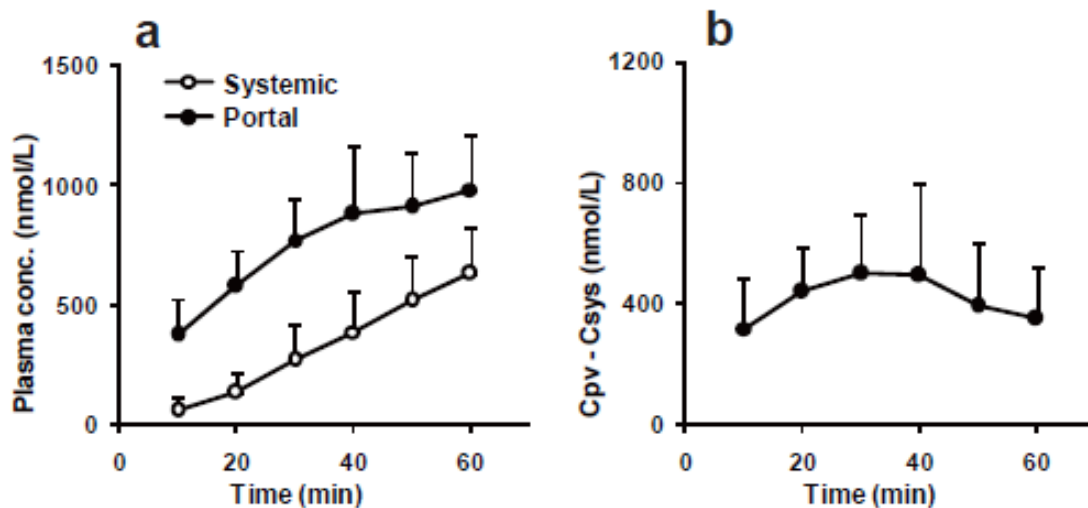 a
1500
1000
500
0
Plasma conc. (nmol/L)
Systemic
Portal
0 20 40 60
Time (min)
b
1200
800
400
0
Cpv - Csys (nmol/L)
0 20 40 60
Time (min)